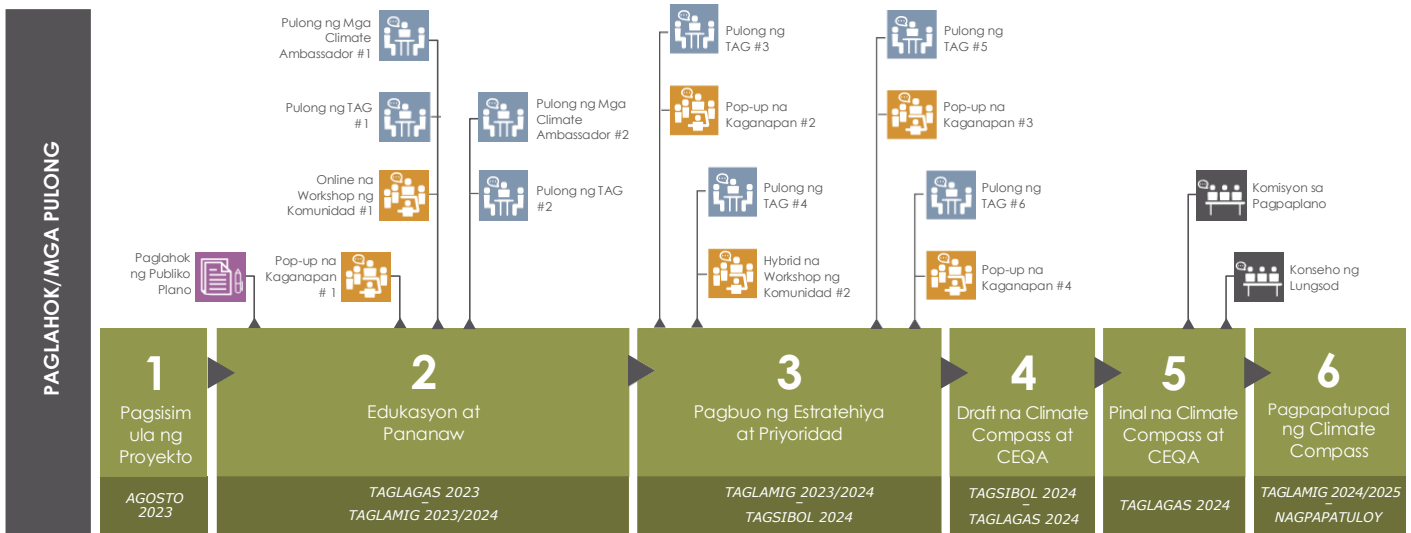 PAGLAHOK/MGA PULONG
Pulong ng Mga
Climate
Ambassador #1
Pulong ng TAG
#1
Online na
Workshop ng
Komunidad #1
Paglahok
ng Publiko
Plano
Pop-up na
Kaganapan
# 1
Pulong ng Mga
Climate
Ambassador
#2
Pulong ng TAG
#2
Pulong ng
TAG #3
Pop-up na
Kaganapan #2
Pulong ng
TAG #4
Hybrid na
Workshop ng
Komunidad #2
Pulong ng
TAG #5
Pop-up na
Kaganapan #3
Pulong ng
TAG #6
Pop-up na
Kaganapan #4
Komisyon sa
Pagpaplano
Konseho ng
Lungsod
1
Pagsisim
ula ng
Proyekto
AGOSTO
2023
2
Edukasyon at
Pananaw
TAGLAGAS 2023
–
TAGLAMIG 2023/2024
3
Pagbuo ng Estratehiya
at Priyoridad
TAGLAMIG 2023/2024
–
TAGSIBOL 2024
4
Draft na Climate
Compass at
CEQA
TAGSIBOL 2024
–
TAGLAGAS 2024
5
Pinal na Climate
Compass at
CEQA
TAGLAGAS 2024
6
Pagpapatupad
ng Climate
Compass
TAGLAMIG 2024/2025
–
NAGPAPATULOY